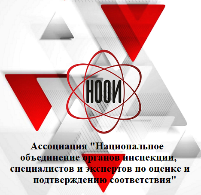 НООИ
Ассоциация "Национальное
объединение органов инспекции,
специалистов и экспертов по оценке и
подтверждению соответствия"